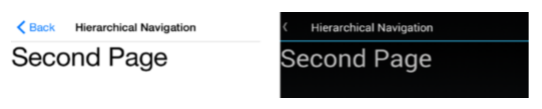 Back Hierarchical Navigation
Second Page
Hierarchical Navigation
Second Page